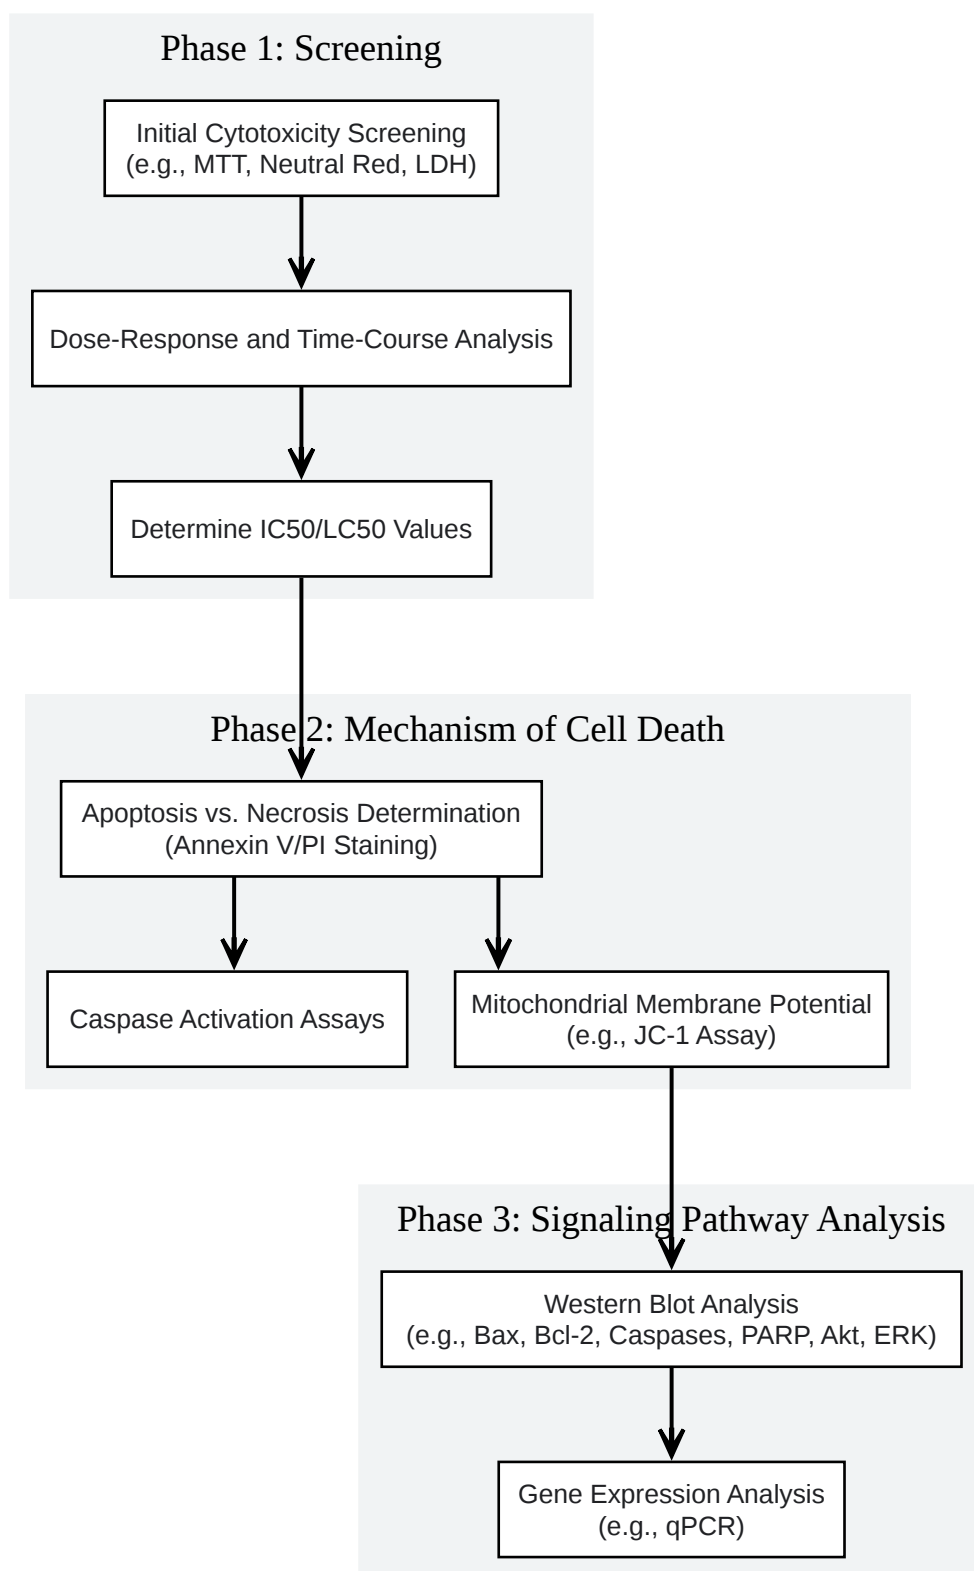 Phase 1: Screening
Initial Cytotoxicity Screening
(e.g., MTT, Neutral Red, LDH)
Dose-Response and Time-Course Analysis
Determine IC50/LC50 Values
Phase 2: Mechanism of Cell Death
Apoptosis vs. Necrosis Determination
(Annexin V/PI Staining)
Caspase Activation Assays
Mitochondrial Membrane Potential
(e.g., JC-1 Assay)
Phase 3: Signaling Pathway Analysis
Western Blot Analysis
(e.g., Bax, Bcl-2, Caspases, PARP, Akt, ERK)
Gene Expression Analysis
(e.g., qPCR)